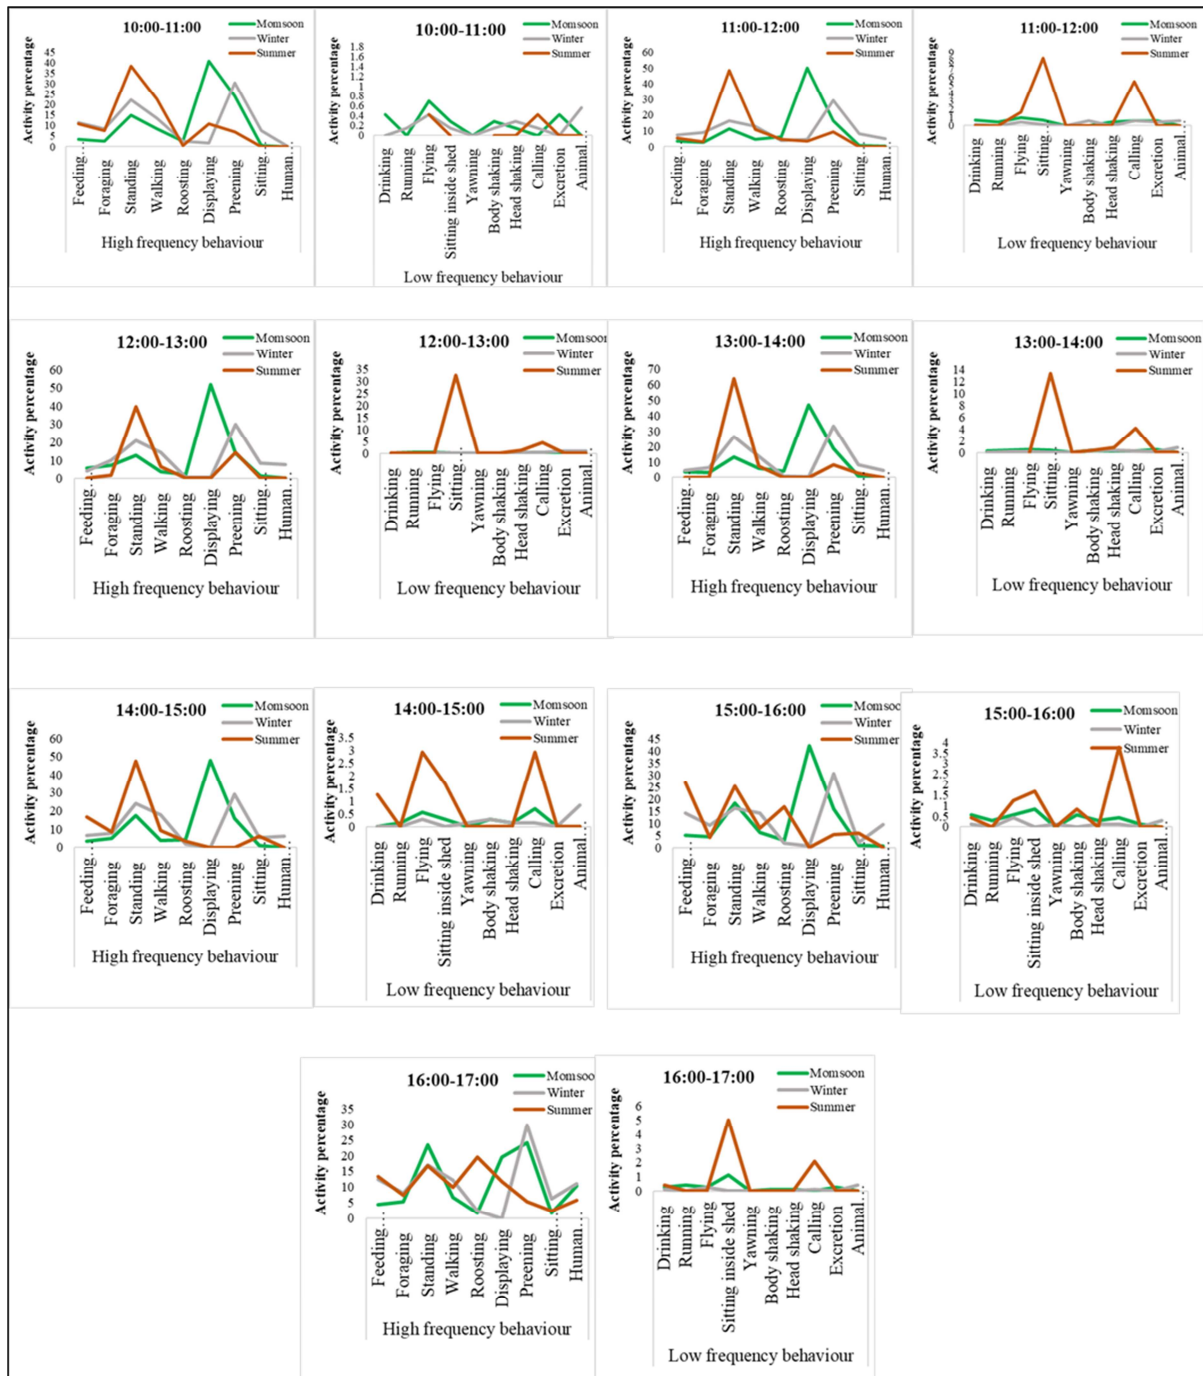 10:00-11:00
Momsoon
Winter
Summer
Activity percentage
45
40
35
30
25
20
15
10
5
0
Feeding
Foraging
Standing
Walking
Roosting
Displaying
Preening
Sitting…
Human…
High frequency behaviour
10:00-11:00
Momsoon
Winter
Summer
Activity percentage
1.8
1.6
1.4
1.2
1
0.8
0.6
0.4
0.2
0
Drinking
Running
Flying
Sitting inside shed
Yawning
Body shaking
Head shaking
Calling
Excretion
Animal…
Low frequency behaviour
11:00-12:00
Momsoon
Winter
Summer
Activity percentage
60
50
40
30
20
10
0
Feeding
Foraging
Standing
Walking
Roosting
Displaying
Preening
Sitting…
Human…
High frequency behaviour
11:00-12:00
Momsoon
Winter
Summer
Activity percentage
Drinking
Running
Flying
Sitting…
Yawning
Body shaking
Head shaking
Calling
Excretion
Animal…
Low frequency behaviour
12:00-13:00
Momsoon
Winter
Summer
Activity percentage
60
50
40
30
20
10
0
Feeding
Foraging
Standing
Walking
Roosting
Displaying
Preening
Sitting…
Human…
High frequency behaviour
12:00-13:00
Momsoon
Winter
Summer
Activity percentage
35
30
25
20
15
10
5
0
Drinking
Running
Flying
Sitting…
Yawning
Body shaking
Head shaking
Calling
Excretion
Animal…
Low frequency behaviour
13:00-14:00
Momsoon
Winter
Summer
Activity percentage
70
60
50
40
30
20
10
0
Feeding
Foraging
Standing
Walking
Roosting
Displaying
Preening
Sitting…
Human…
High frequency behaviour
13:00-14:00
Momsoon
Winter
Summer
Activity percentage
14
12
10
8
6
4
2
0
Drinking
Running
Flying
Sitting…
Yawning
Body shaking
Head shaking
Calling
Excretion
Animal…
Low frequency behaviour
14:00-15:00
Momsoon
Winter
Summer
Activity percentage
60
50
40
30
20
10
0
Feeding
Foraging
Standing
Walking
Roosting
Displaying
Preening
Sitting…
Human…
High frequency behaviour
14:00-15:00
Momsoon
Winter
Summer
Activity percentage
3.5
3
2.5
2
1.5
1
0.5
0
Drinking
Running
Flying
Sitting inside shed
Yawning
Body shaking
Head shaking
Calling
Excretion
Animal…
Low frequency behaviour
15:00-16:00
Winter
Summer
Activity percentage
45
40
35
30
25
20
15
10
5
0
Feeding
Foraging
Standing
Walking
Roosting
Displaying
Preening
Sitting…
Human…
High frequency behaviour
15:00-16:00
Momsoon
Winter
Summer
Activity percentage
Drinking
Running
Flying
Sitting inside shed
Yawning
Body shaking
Head shaking
Calling
Excretion
Animal…
Low frequency behaviour
16:00-17:00
Momsoo
Winter
Summer
Activity percentage
35
30
25
20
15
10
5
0
Feeding
Foraging
Standing
Walking
Roosting
Displaying
Preening
Sitting…
Human…
High frequency behaviour
16:00-17:00
Momsoon
Winter
Summer
Activity percentage
6
5
4
3
2
1
0
Drinking
Running
Flying
Sitting inside shed
Yawning
Body shaking
Head shaking
Calling
Excretion
Animal…
Low frequency behaviour